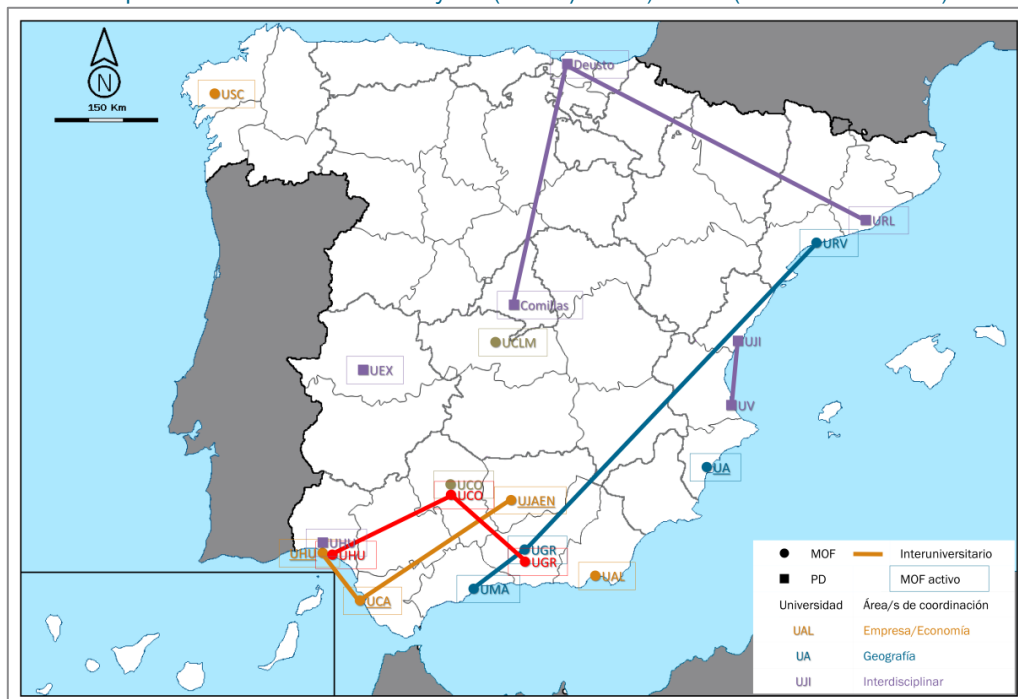 N
150 Km
Deusto
USC
URL
URV
Comillas
UCLM
UJI
UEX
UV
UA
UCO
UCO
UJAEN
UHU
UHU
UHU
UGR
UGR
UAL
UMA
UCA
MOF
Interuniversitario
PD
MOF activo
Universidad
Área/s de coordinación
UAL
Empresa/Economía
UA
Geografía
UJI
Interdisciplinar